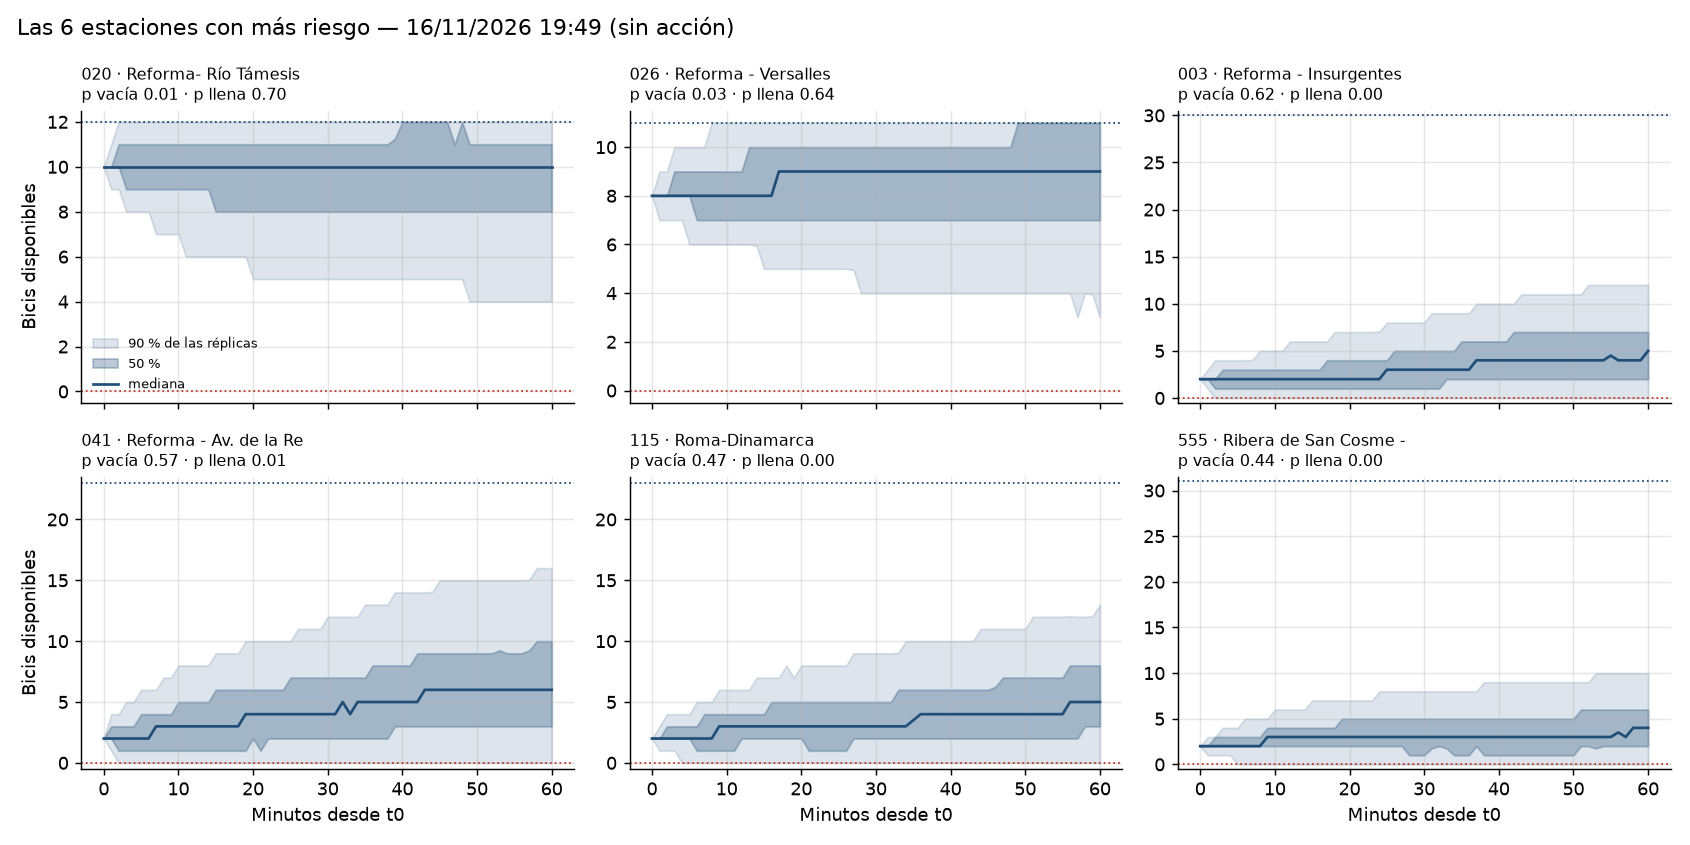 Las 6 estaciones con más riesgo — 16/11/2026 19:49 (sin acción)
020 · Reforma- Río Támesis
p vacía 0.01 · p llena 0.70
12
10
8
6
4
2
0
Bicis disponibles
90 % de las réplicas
50 %
mediana
026 · Reforma - Versalles
p vacía 0.03 · p llena 0.64
10
8
6
4
2
0
003 · Reforma - Insurgentes
p vacía 0.62 · p llena 0.00
30
25
20
15
10
5
0
041 · Reforma - Av. de la Re
p vacía 0.57 · p llena 0.01
20
15
10
5
0
Bicis disponibles
0 10 20 30 40 50 60
Minutos desde t0
115 · Roma-Dinamarca
p vacía 0.47 · p llena 0.00
20
15
10
5
0
0 10 20 30 40 50 60
Minutos desde t0
555 · Ribera de San Cosme -
p vacía 0.44 · p llena 0.00
30
25
20
15
10
5
0
0 10 20 30 40 50 60
Minutos desde t0